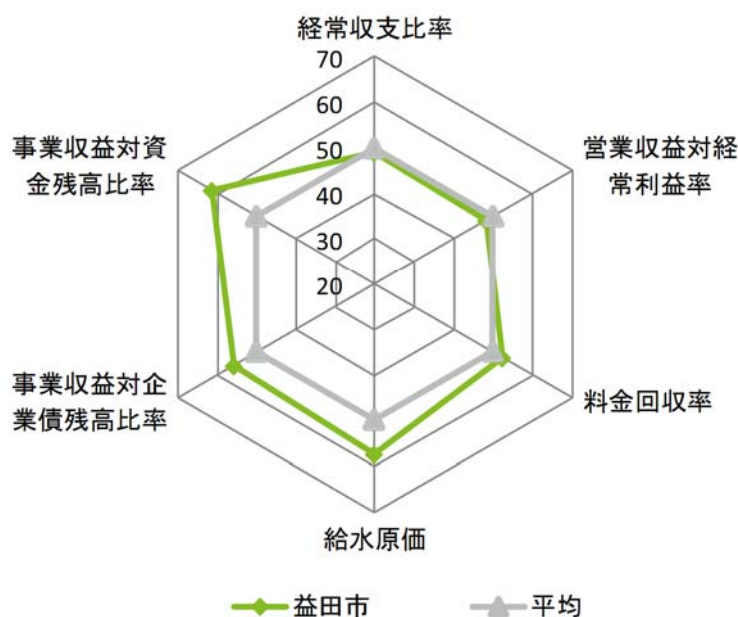 経常収支比率
70
60
50
40
30
20
事業収益対資
金残高比率
営業収益対経
常利益率
事業収益対企
業債残高比率
料金回収率
給水原価
益田市
平均